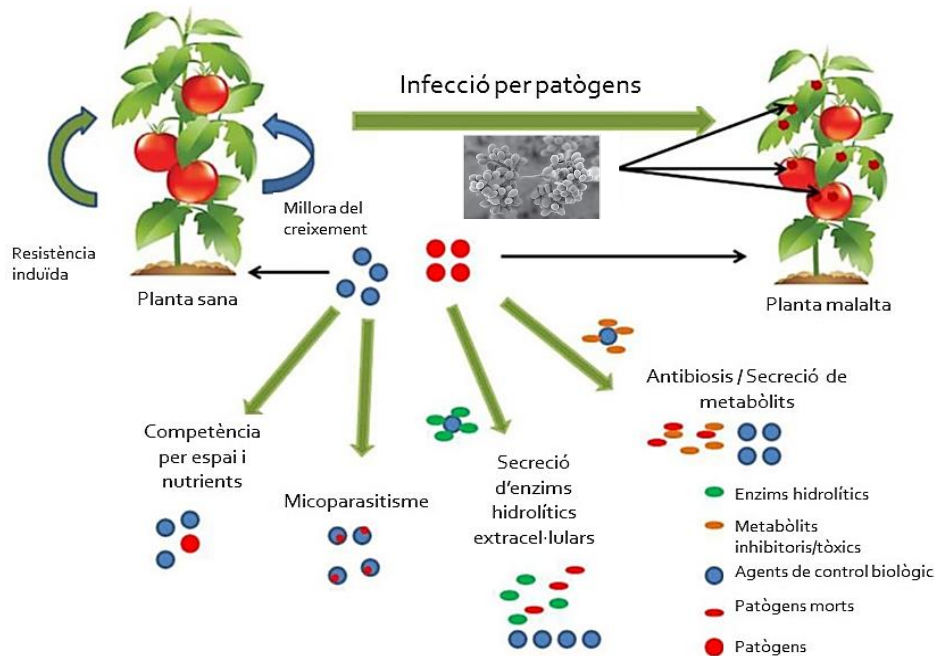 Infecció per patògens
Millora del
creixement
Resistència
induïda
Planta sana
Planta malalta
Antibiosis / Secreció de
metabòlits
Competència
per espai i
nutrients
Micoparasitisme
Secreció
d'enzims
hidrolítics
extracel·lulars
Enzims hidrolítics
Metabòlits
inhibitoris/tòxics
Agents de control biològic
Patògens morts
Patògens